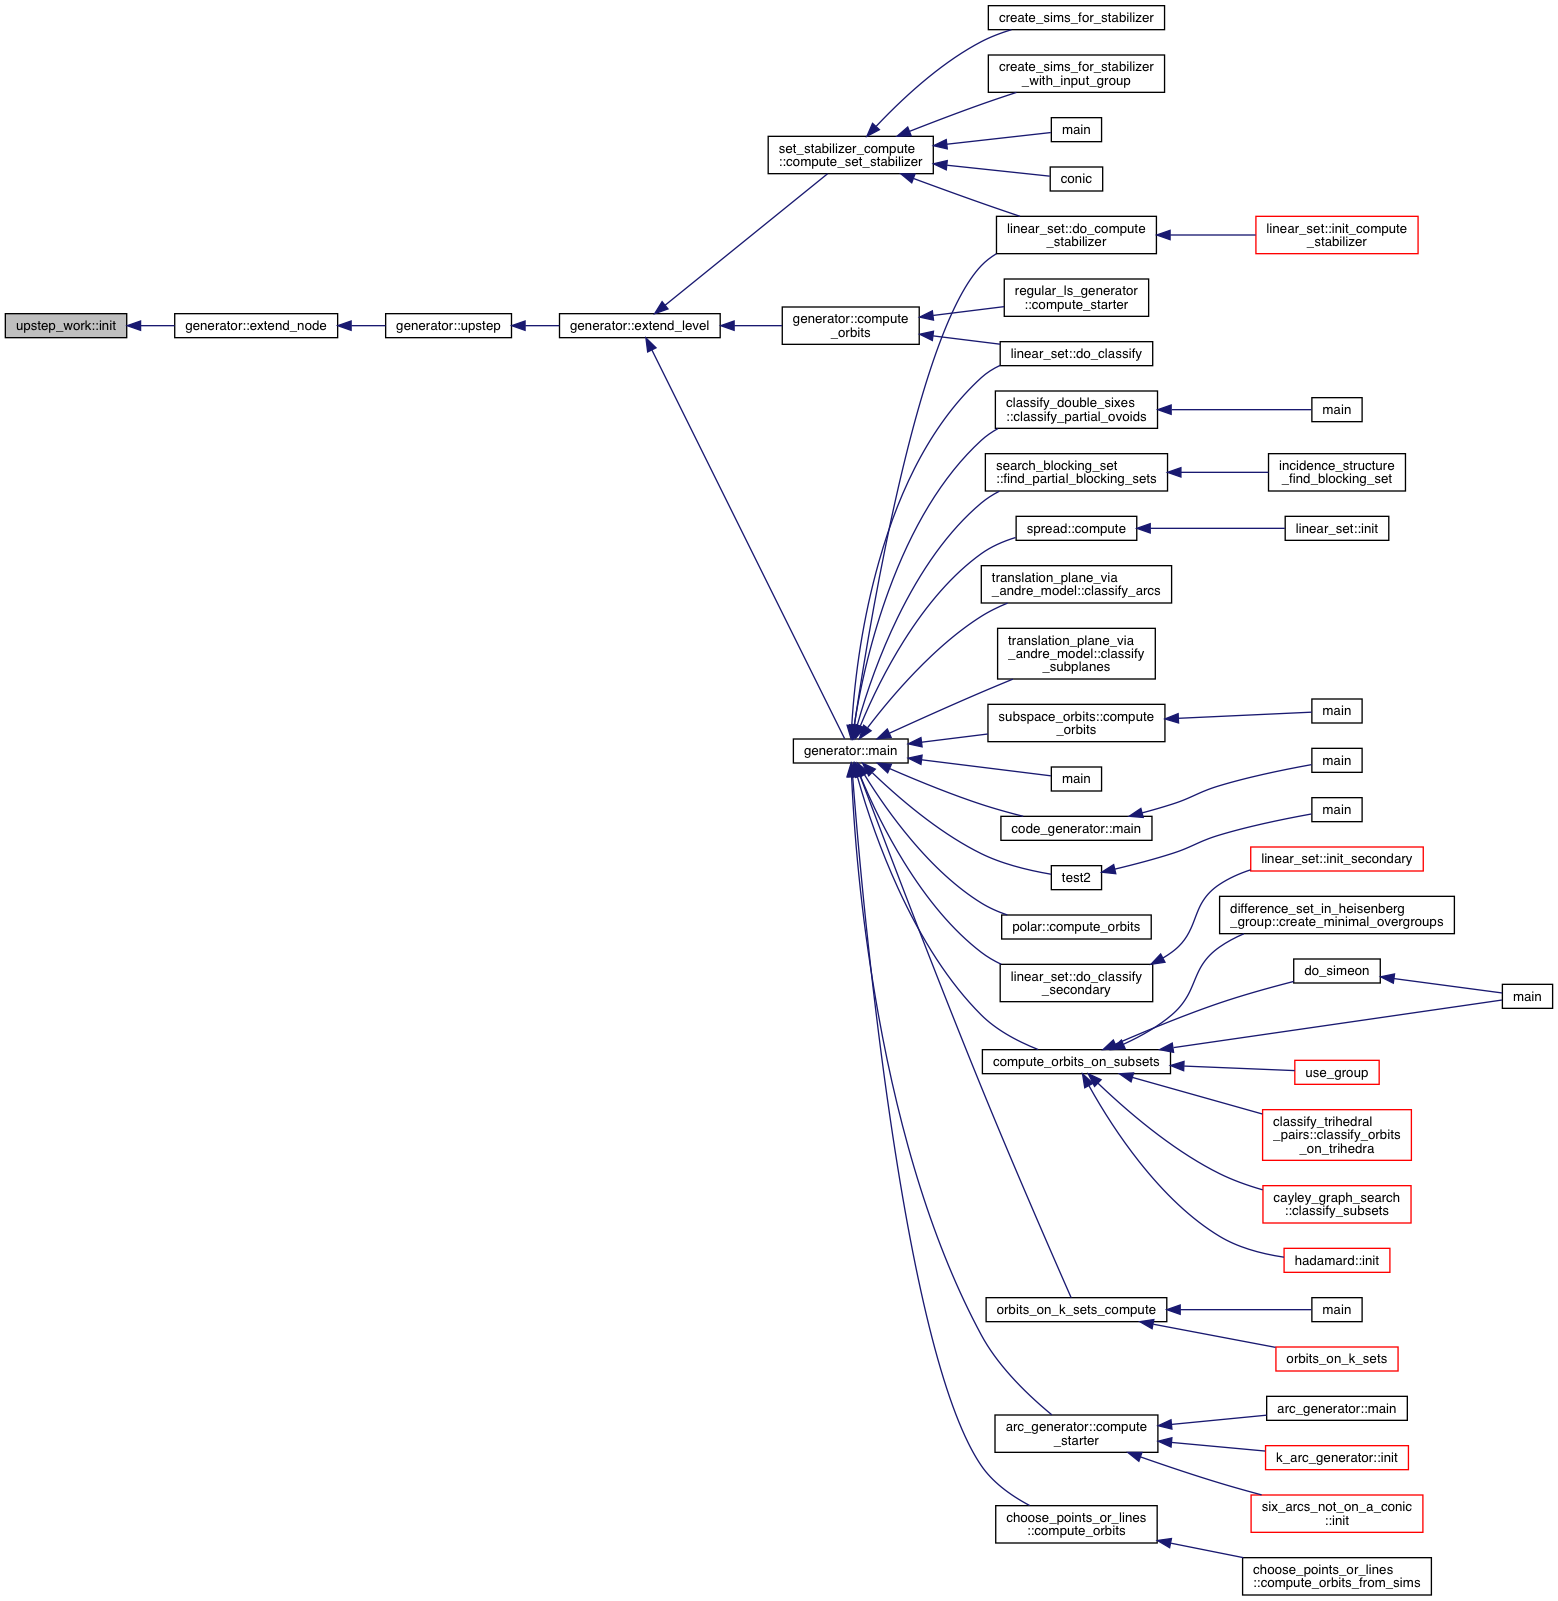 create_sims_for_stabilizer
create_sims_for_stabilizer
_with_input_group
main
set_stabilizer_compute
::compute_set_stabilizer
conic
linear_set::do_compute
_stabilizer
linear_set::init_compute
_stabilizer
regular_ls_generator
::compute_starter
upstep_work::init
generator::extend_node
generator::upstep
generator::extend_level
generator::compute
_orbits
linear_set::do_classify
classify_double_sixes
::classify_partial_ovoids
main
search_blocking_set
::find_partial_blocking_sets
incidence_structure
_find_blocking_set
spread::compute
linear_set::init
translation_plane_via
_andre_model::classify_arcs
translation_plane_via
_andre_model::classify
_subplanes
subspace_orbits::compute
_orbits
main
generator::main
main
main
code_generator::main
main
test2
linear_set::init_secondary
polar::compute_orbits
difference_set_in_heisenberg
_group::create_minimal_overgroups
linear_set::do_classify
_secondary
do_simeon
main
compute_orbits_on_subsets
use_group
classify_trihedral
_pairs::classify_orbits
_on_trihedra
cayley_graph_search
::classify_subsets
hadamard::init
orbits_on_k_sets_compute
main
orbits_on_k_sets
arc_generator::compute
_starter
arc_generator::main
k_arc_generator::init
six_arcs_not_on_a_conic
::init
choose_points_or_lines
::compute_orbits
choose_points_or_lines
::compute_orbits_from_sims